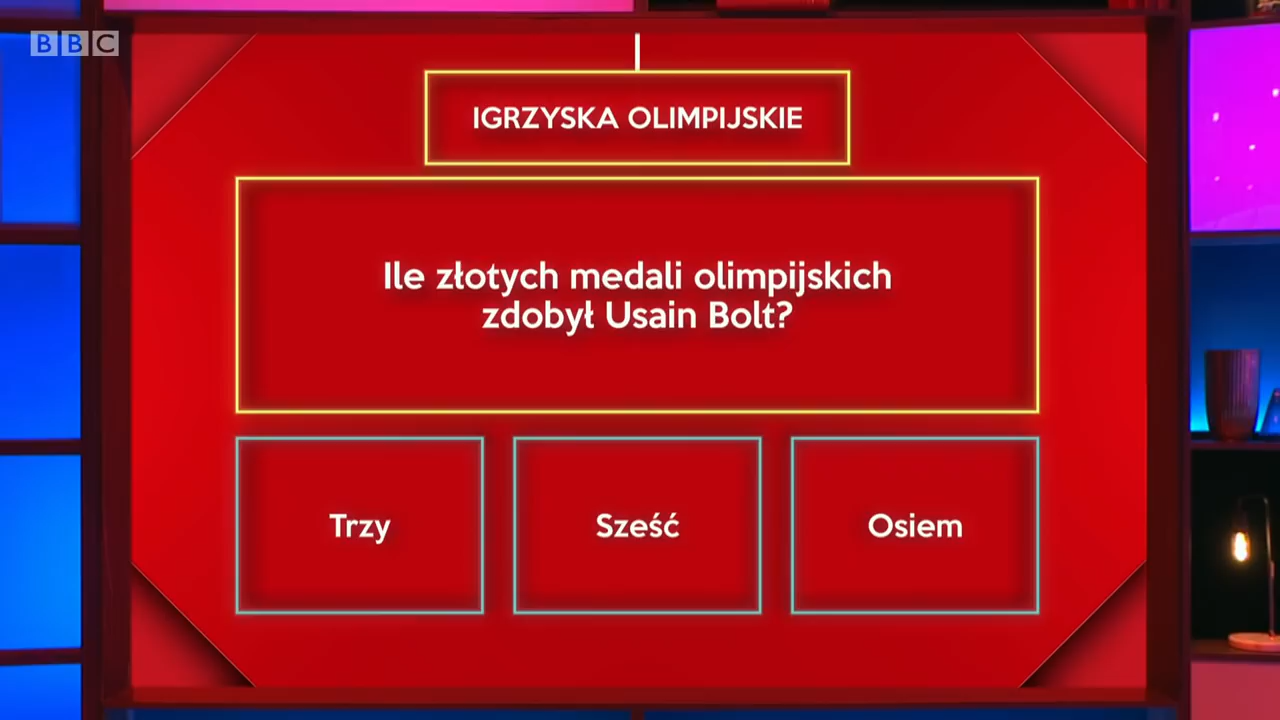 BBC
IGRZYSKA OLIMPIJSKIE
Ile złotych medali olimpijskich
zdobył Usain Bolt?
Trzy
Sześć
Osiem